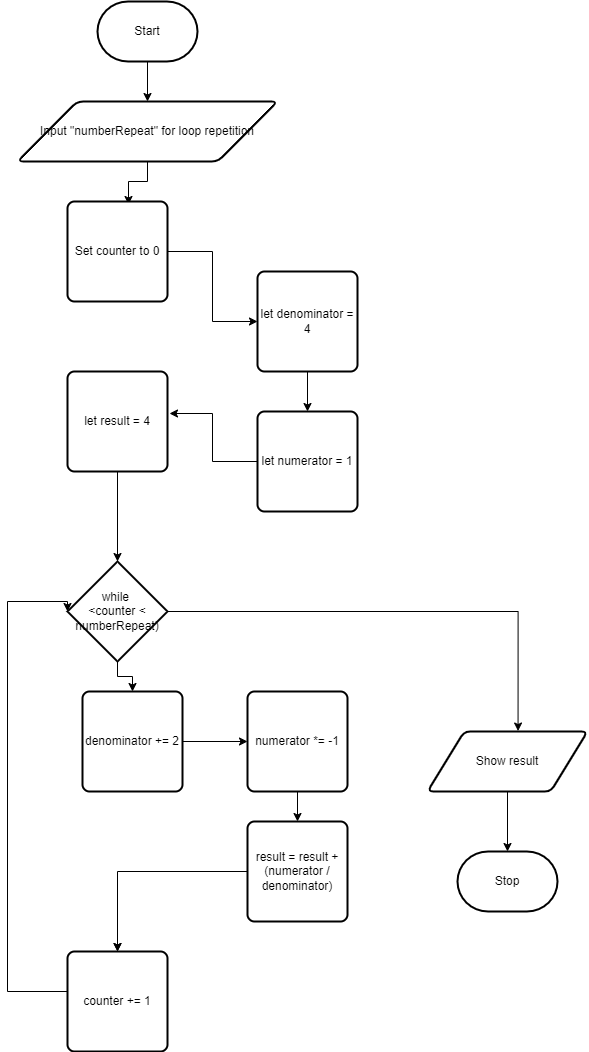 Start
Input "numberRepeat" for loop repetition
Set counter to 0
let denominator =
4
let result = 4
let numerator = 1
while
<counter <
numberRepeat)
denominator += 2
numerator *= -1
Show result
result = result +
(numerator /
denominator)
Stop
counter += 1